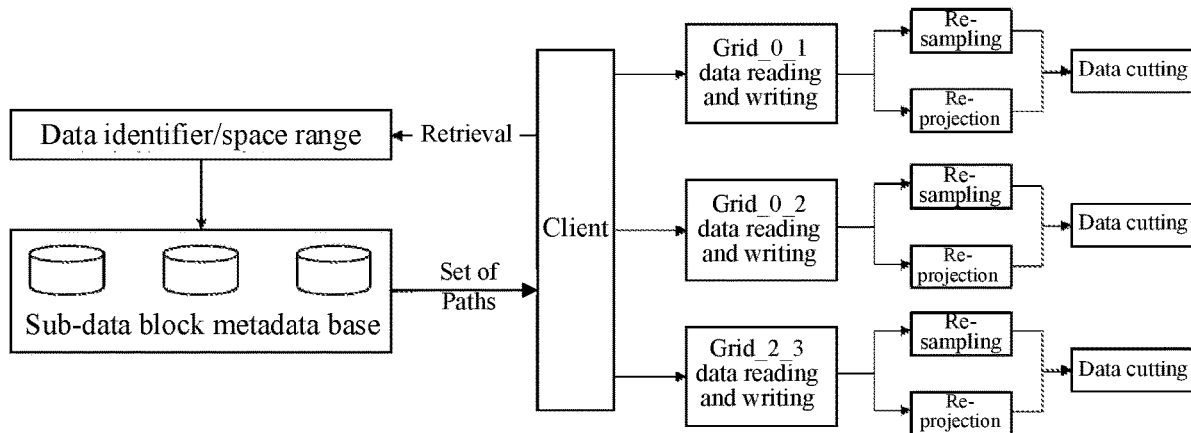 Data identifier/space range
Retrieval
Sub-data block metadata base
Set of
Paths
Client
Grid_0_1
data reading
and writing
Re-
sampling
Re-
projection
Data cutting
Grid_0_2
data reading
and writing
Re-
sampling
Re-
projection
Data cutting
Grid_2_3
data reading
and writing
Re-
sampling
Re-
projection
Data cutting